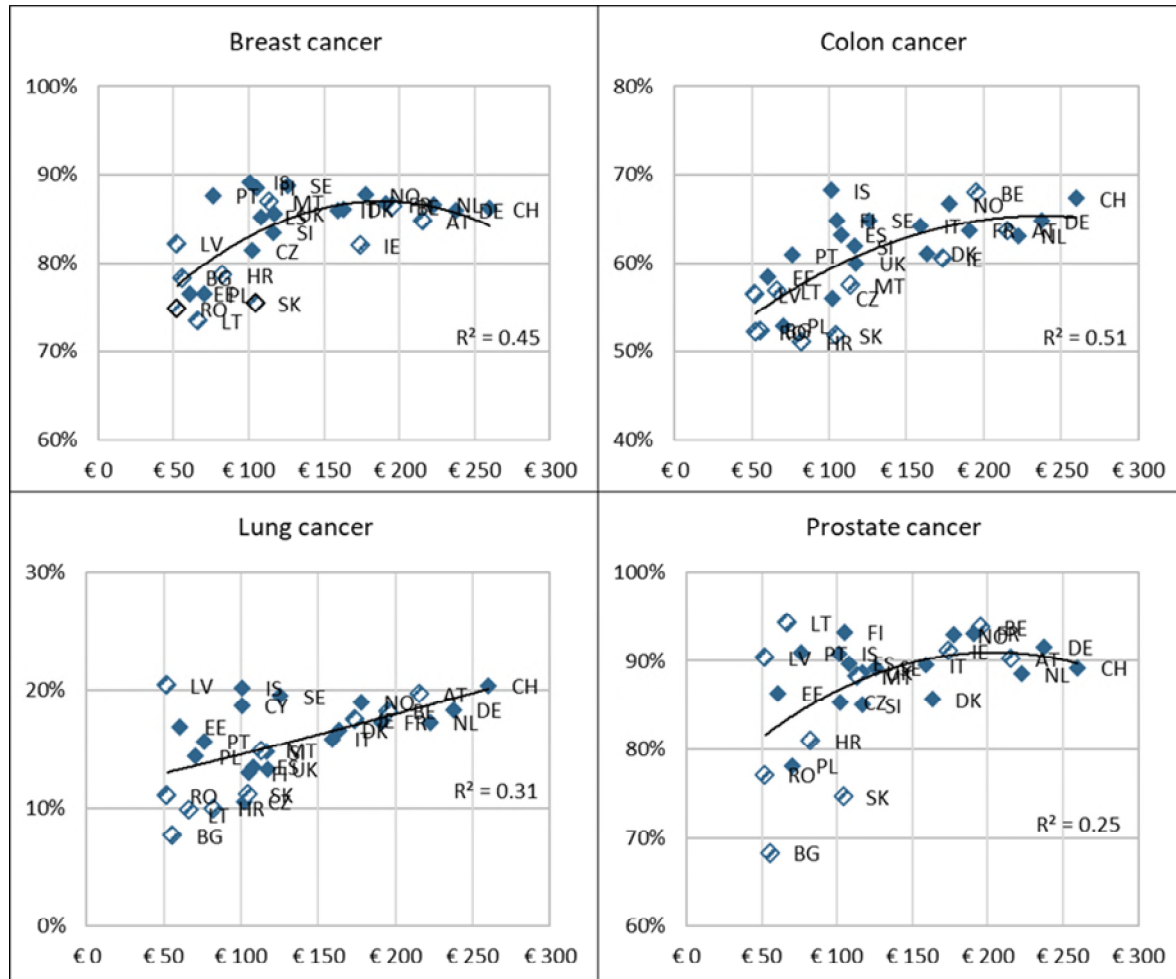 Breast cancer
100%
90%
80%
70%
60%
IS
PT
SE
MT
UK
ES
SI
CZ
LV
BG
HR
EE
PL
RO
LT
SK
NO
DK
IE
AT
NL
DE
CH
R² = 0.45
€ 0
€ 50
€ 100
€ 150
€ 200
€ 250
€ 300
Colon cancer
80%
70%
60%
50%
40%
IS
BE
CH
NO
SE
FI
ES
IT
FR
AT
DE
NL
PT
SI
UK
DK
IE
EE
LT
LV
MT
CZ
PL
RO
HR
SK
R² = 0.51
€ 0
€ 50
€ 100
€ 150
€ 200
€ 250
€ 300
Lung cancer
30%
20%
10%
0%
LV
IS
CY
SE
CH
AT
NO
BE
DE
NL
FR
EE
PT
PL
DK
IT
MT
ES
UK
FI
RO
SK
CZ
LT
HR
BG
R² = 0.31
€ 0
€ 50
€ 100
€ 150
€ 200
€ 250
€ 300
Prostate cancer
100%
90%
80%
70%
60%
LT
FI
BE
FR
NO
DE
LV
PT
IS
IE
AT
IT
NL
CH
MT
EE
CZ
SI
DK
HR
RO
PL
SK
BG
R² = 0.25
€ 0
€ 50
€ 100
€ 150
€ 200
€ 250
€ 300